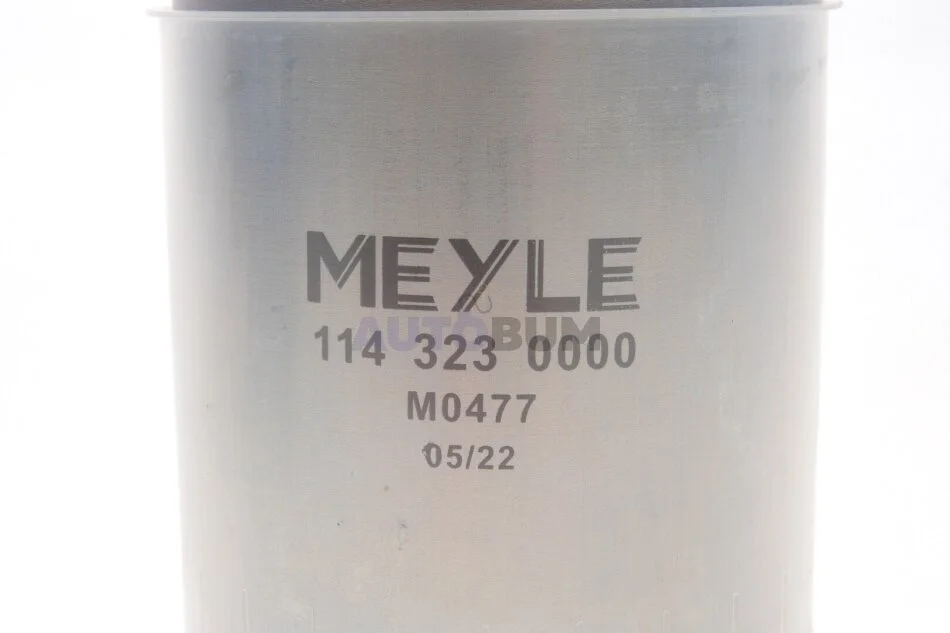 MEYLE
AUTOBUM
114 323 0000
M0477
05/22